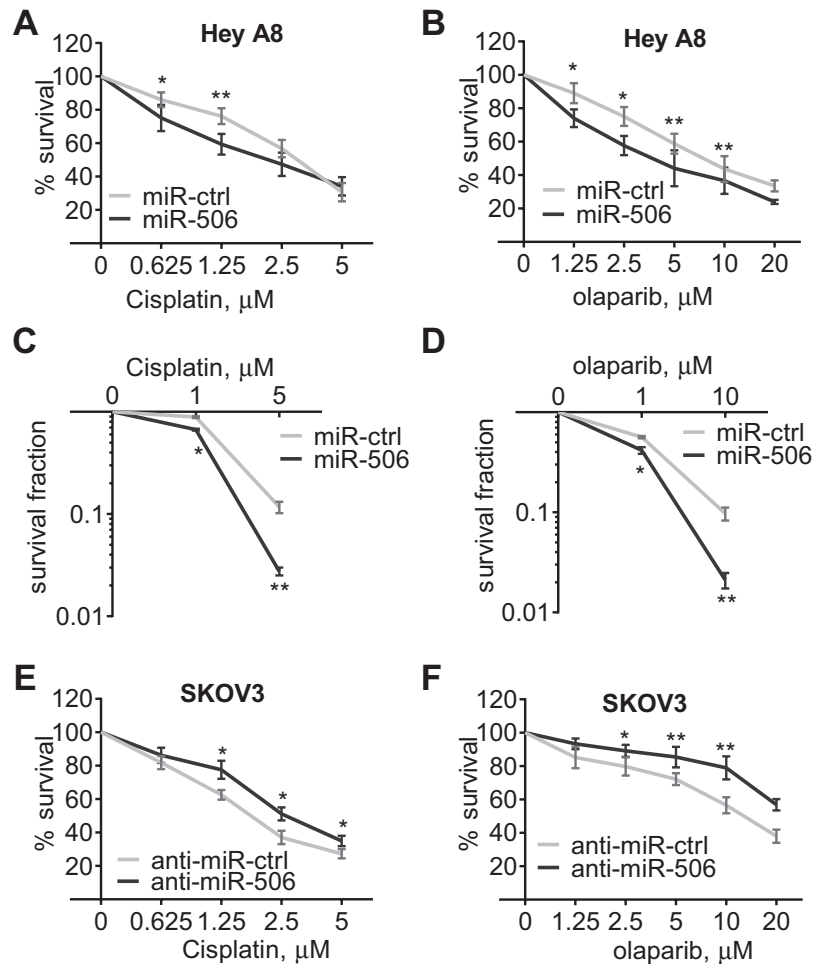 A
Hey A8
120
100
80
60
40
20
% survival
* **
miR-ctrl
miR-506
0 0.625 1.25 2.5 5
Cisplatin, μM
B
Hey A8
120
100
80
60
40
20
% survival
* * ** **
miR-ctrl
miR-506
0 1.25 2.5 5 10 20
olaparib, μM
C
Cisplatin, μM
0 1 5
survival fraction
0.1
0.01
miR-ctrl
miR-506
*
**
D
olaparib, μM
0 1 10
survival fraction
0.1
0.01
miR-ctrl
miR-506
*
**
E
SKOV3
120
100
80
60
40
20
% survival
* * *
anti-miR-ctrl
anti-miR-506
0 0.625 1.25 2.5 5
Cisplatin, μM
F
SKOV3
120
100
80
60
40
20
% survival
* ** **
anti-miR-ctrl
anti-miR-506
0 1.25 2.5 5 10 20
olaparib, μM